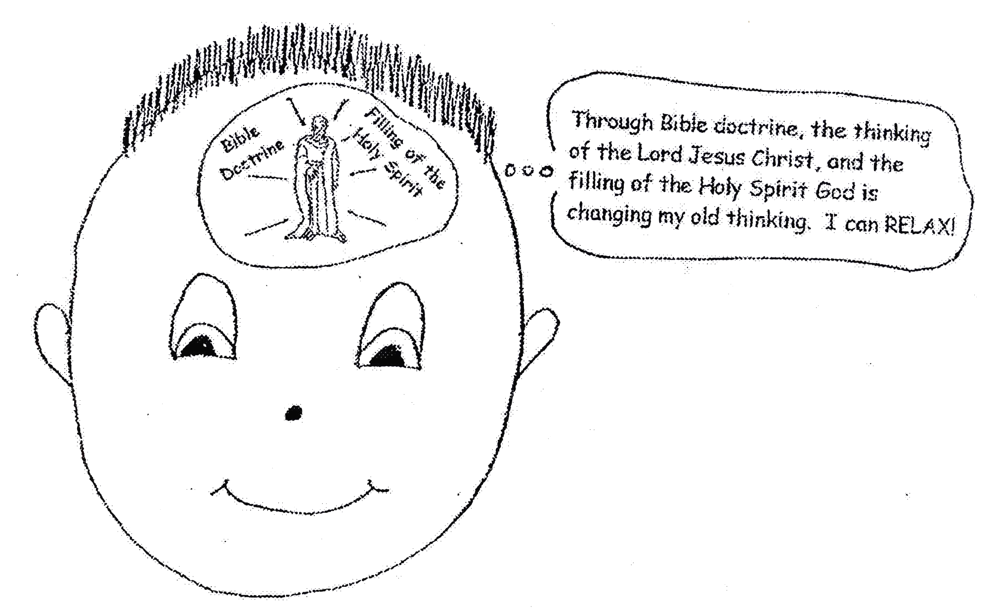 Bible
Doctrine
Filling of the
Holy Spirit
Through Bible doctrine, the thinking
of the Lord Jesus Christ, and the
filling of the Holy Spirit God is
changing my old thinking. I can RELAX!